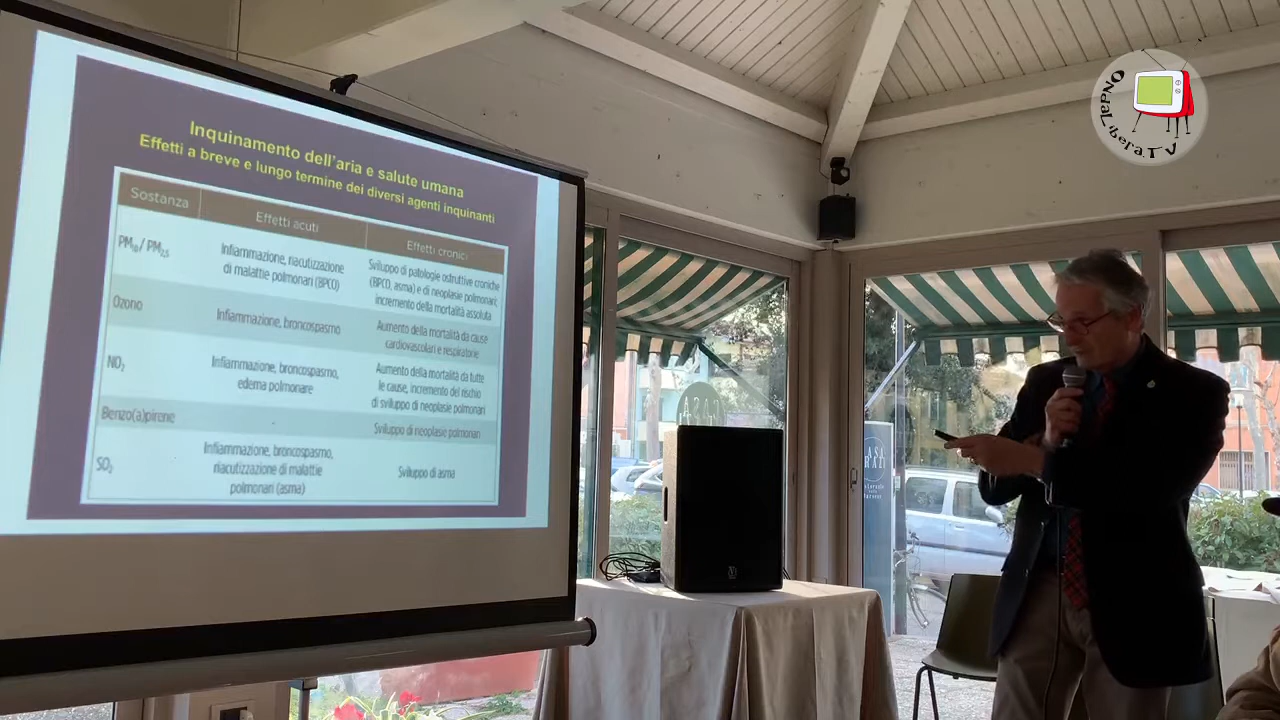 Inquinamento dell'aria e salute umana
Effetti a breve e lungo termine dei diversi agenti inquinanti
Sostanza
Effetti acuti
Effetti cronici
PM₁₀ / PM₂,₅
Infiammazione, riacutizzazione
di malattie polmonari (BPCO)
Sviluppo di patologie ostruttive croniche
(BPCO, asma) e di neoplasie polmonari;
incremento della mortalità assoluta
Ozono
Infiammazione, broncospasmo
Aumento della mortalità da cause
cardiovascolari e respiratorie
NO₂
Infiammazione, broncospasmo,
edema polmonare
Aumento della mortalità da tutte
le cause, incremento del rischio
di sviluppo di neoplasie polmonari
Benzo(a)pirene
Sviluppo di neoplasie polmonari
SO₂
Infiammazione, broncospasmo,
riacutizzazione di malattie
polmonari (asma)
Sviluppo di asma
OndaLibera.TV